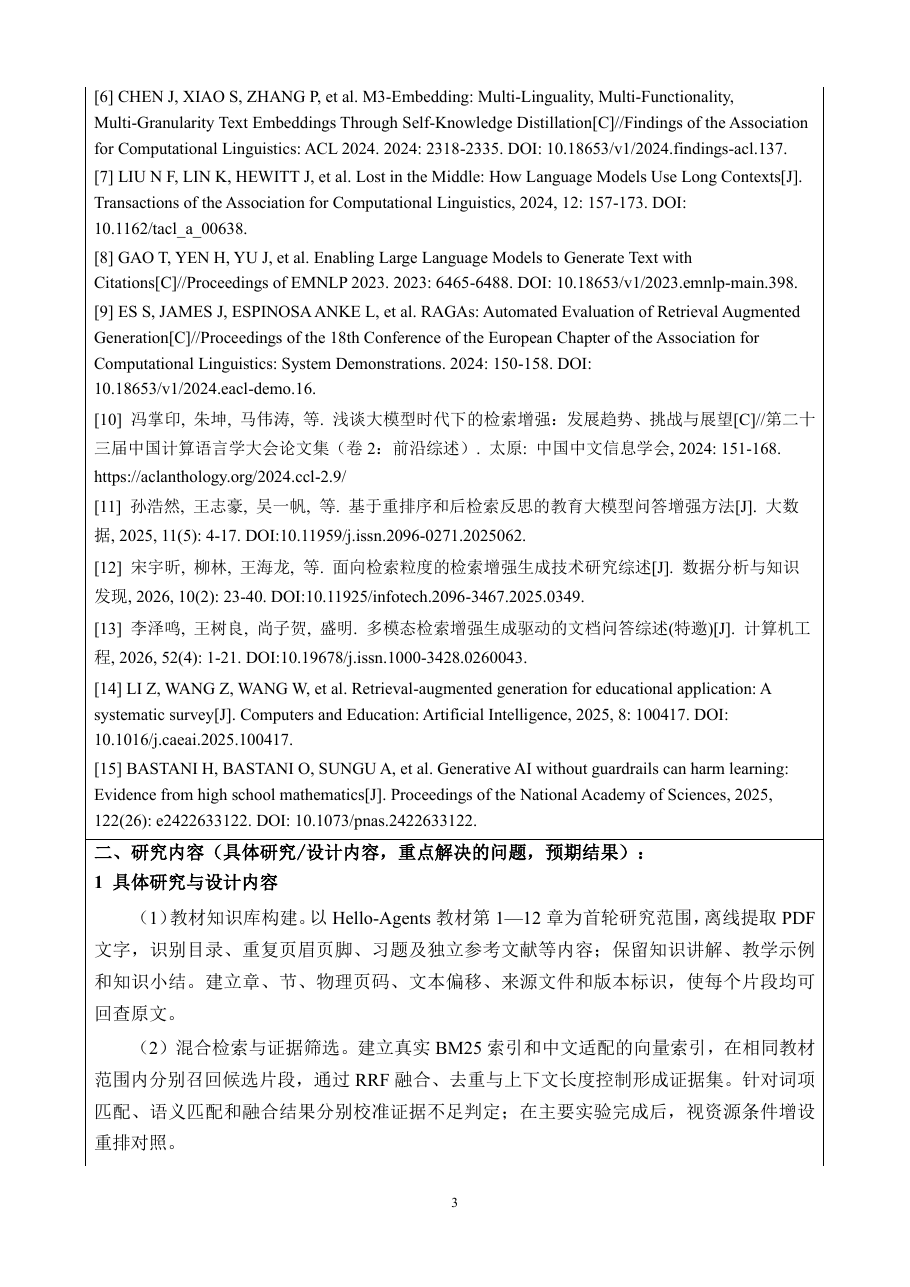 [6] CHEN J, XIAO S, ZHANG P, et al. M3-Embedding: Multi-Linguality, Multi-Functionality,
Multi-Granularity Text Embeddings Through Self-Knowledge Distillation[C]//Findings of the Association
for Computational Linguistics: ACL 2024. 2024: 2318-2335. DOI: 10.18653/v1/2024.findings-acl.137.
[7] LIU N F, LIN K, HEWITT J, et al. Lost in the Middle: How Language Models Use Long Contexts[J].
Transactions of the Association for Computational Linguistics, 2024, 12: 157-173. DOI:
10.1162/tacl_a_00638.
[8] GAO T, YEN H, YU J, et al. Enabling Large Language Models to Generate Text with
Citations[C]//Proceedings of EMNLP 2023. 2023: 6465-6488. DOI: 10.18653/v1/2023.emnlp-main.398.
[9] ES S, JAMES J, ESPINOSA ANKE L, et al. RAGAs: Automated Evaluation of Retrieval Augmented
Generation[C]//Proceedings of the 18th Conference of the European Chapter of the Association for
Computational Linguistics: System Demonstrations. 2024: 150-158. DOI:
10.18653/v1/2024.eacl-demo.16.
[10] 冯掌印, 朱坤, 马伟涛, 等. 浅谈大模型时代下的检索增强：发展趋势、挑战与展望[C]//第二十
三届中国计算语言学大会论文集（卷 2：前沿综述）. 太原: 中国中文信息学会, 2024: 151-168.
https://aclanthology.org/2024.ccl-2.9/
[11] 孙浩然, 王志豪, 吴一帆, 等. 基于重排序和后检索反思的教育大模型问答增强方法[J]. 大数
据, 2025, 11(5): 4-17. DOI:10.11959/j.issn.2096-0271.2025062.
[12] 宋宇昕, 柳林, 王海龙, 等. 面向检索粒度的检索增强生成技术研究综述[J]. 数据分析与知识
发现, 2026, 10(2): 23-40. DOI:10.11925/infotech.2096-3467.2025.0349.
[13] 李泽鸣, 王树良, 尚子贺, 盛明. 多模态检索增强生成驱动的文档问答综述(特邀)[J]. 计算机工
程, 2026, 52(4): 1-21. DOI:10.19678/j.issn.1000-3428.0260043.
[14] LI Z, WANG Z, WANG W, et al. Retrieval-augmented generation for educational application: A
systematic survey[J]. Computers and Education: Artificial Intelligence, 2025, 8: 100417. DOI:
10.1016/j.caeai.2025.100417.
[15] BASTANI H, BASTANI O, SUNGU A, et al. Generative AI without guardrails can harm learning:
Evidence from high school mathematics[J]. Proceedings of the National Academy of Sciences, 2025,
122(26): e2422633122. DOI: 10.1073/pnas.2422633122.
二、研究内容（具体研究/设计内容，重点解决的问题，预期结果）：
1 具体研究与设计内容
（1）教材知识库构建。以 Hello-Agents 教材第 1—12 章为首轮研究范围，离线提取 PDF
文字，识别目录、重复页眉页脚、习题及独立参考文献等内容；保留知识讲解、教学示例
和知识小结。建立章、节、物理页码、文本偏移、来源文件和版本标识，使每个片段均可
回查原文。
（2）混合检索与证据筛选。建立真实 BM25 索引和中文适配的向量索引，在相同教材
范围内分别召回候选片段，通过 RRF 融合、去重与上下文长度控制形成证据集。针对词项
匹配、语义匹配和融合结果分别校准证据不足判定；在主要实验完成后，视资源条件增设
重排对照。
3